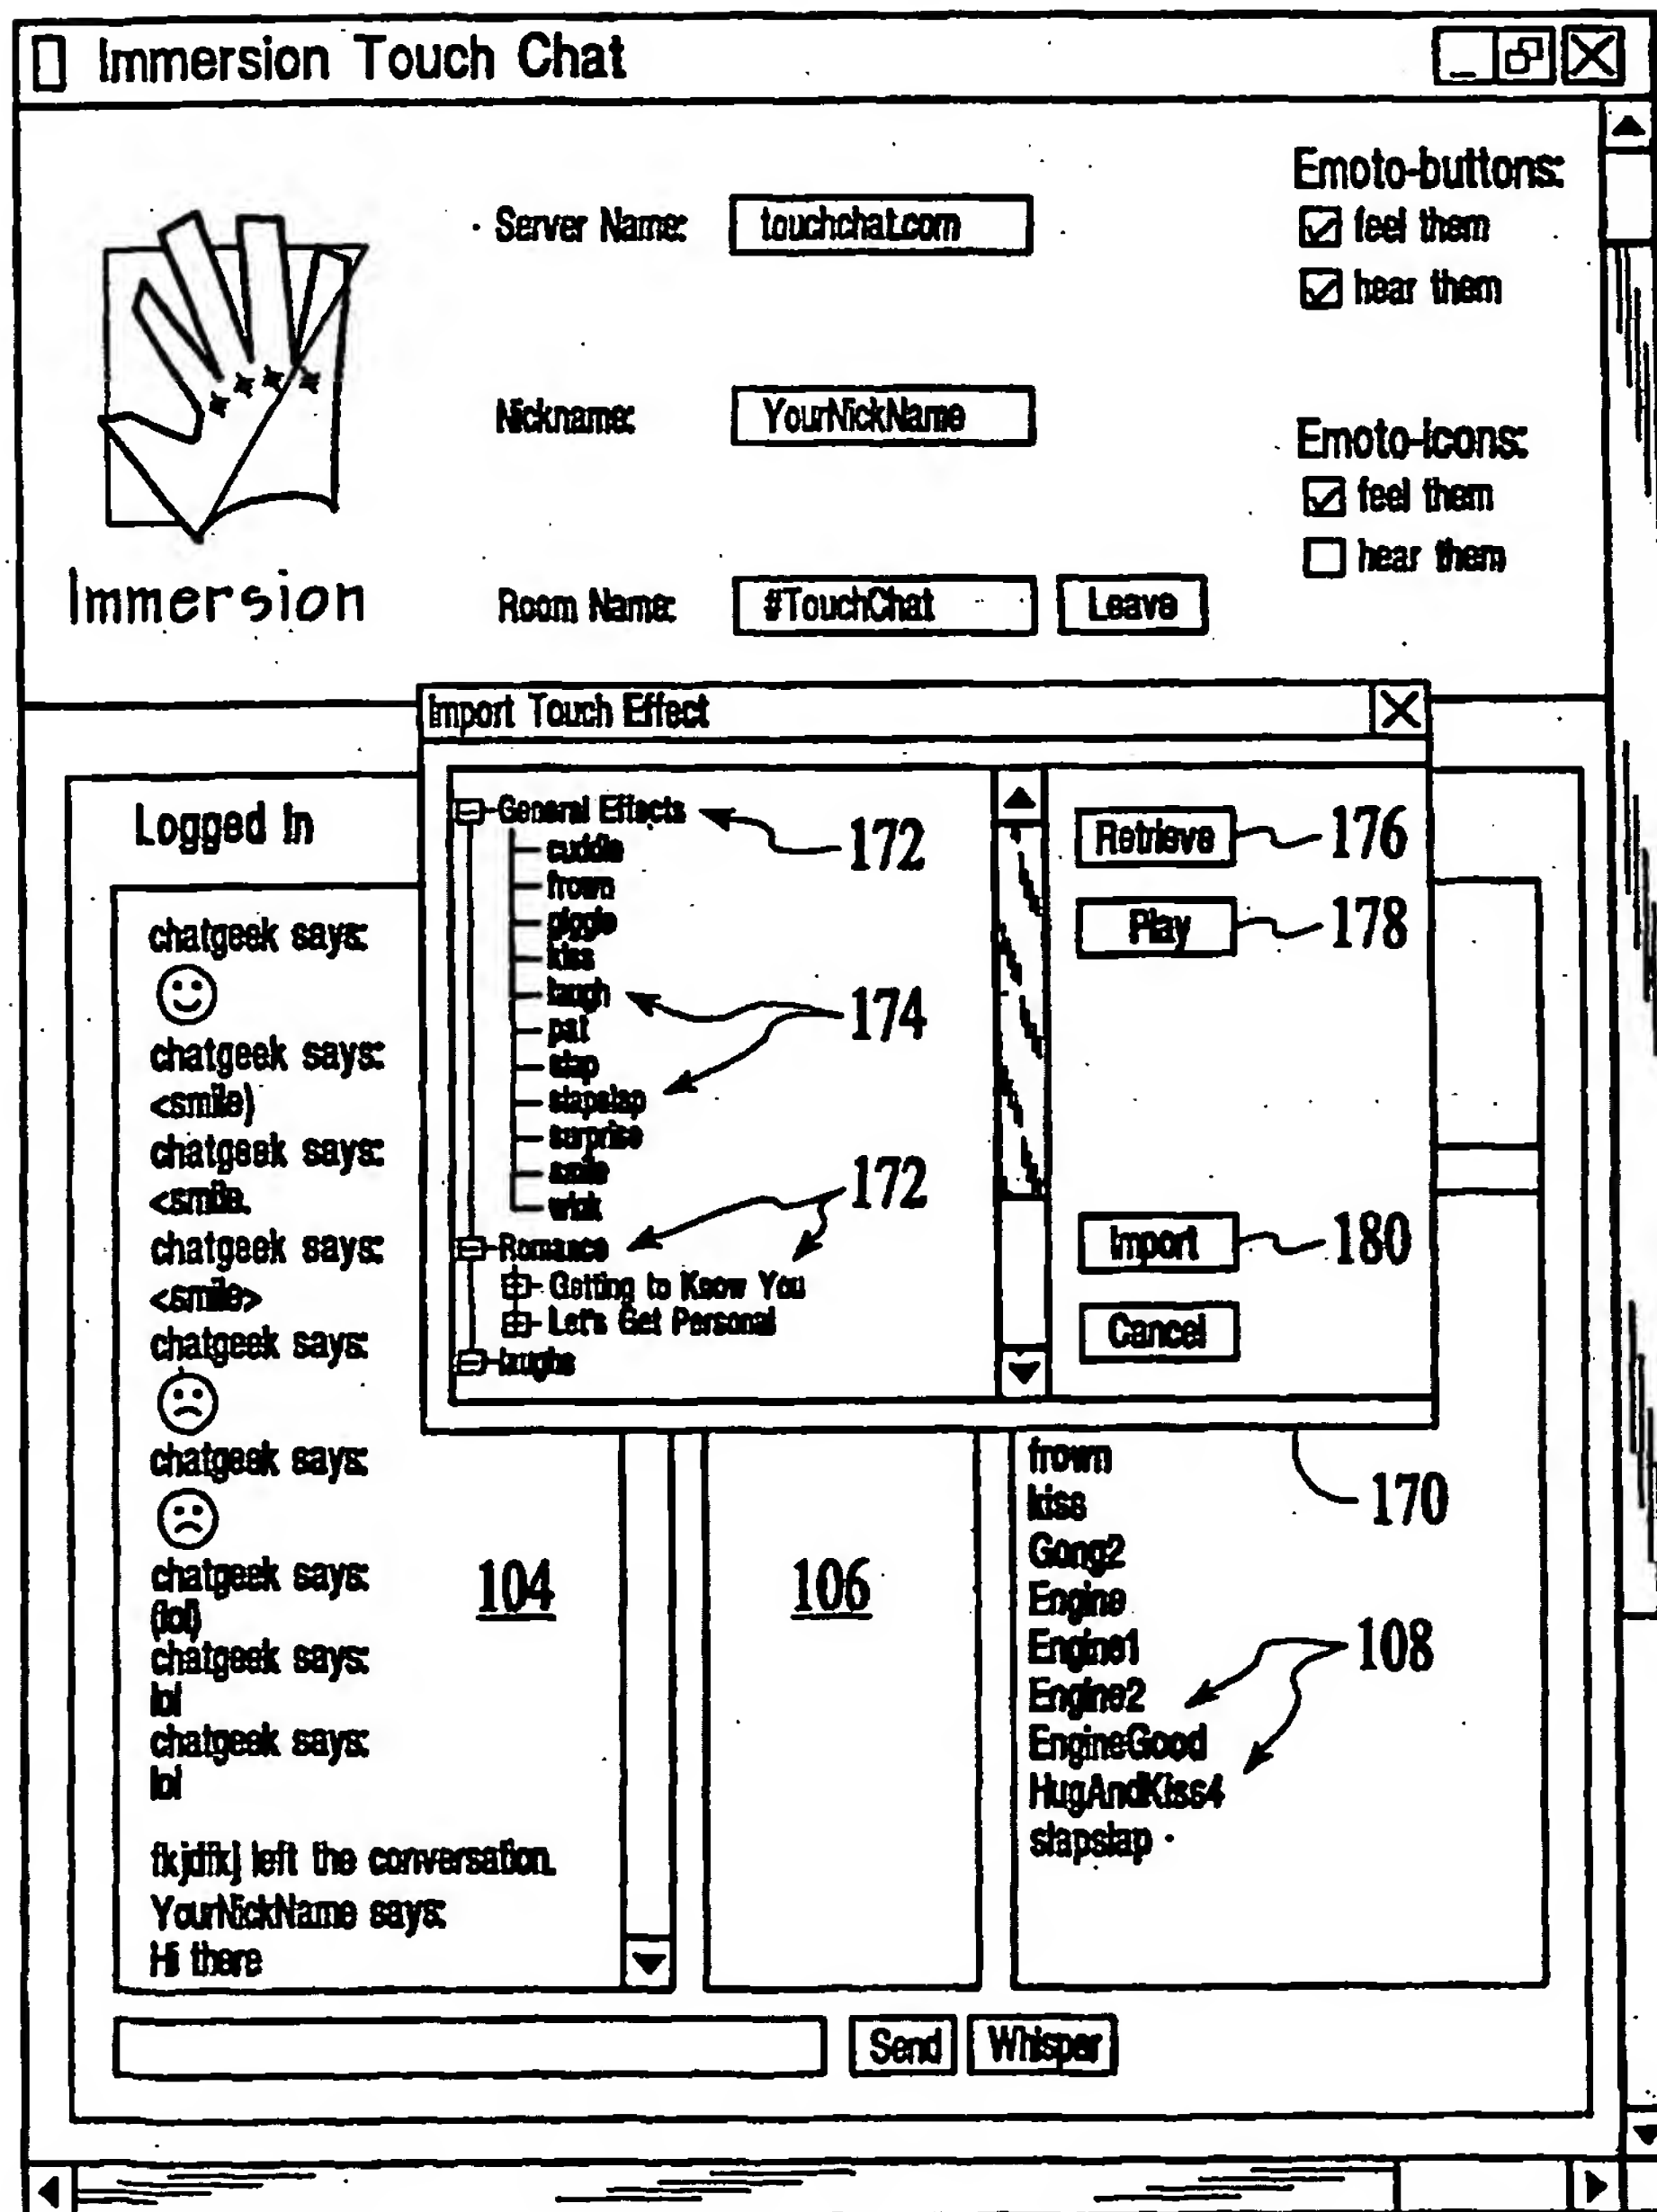 Immersion Touch Chat
Emoto-buttons:
feel them
hear them
Server Name: touchchat.com
Nickname: YourNickName
Emoto-icons:
feel them
hear them
Immersion
Room Name: #TouchChat Leave
Import Touch Effect
General Effects
cuddle
frown
giggle
kiss
laugh
pat
slap
slapslap
surprise
smile
wink
Romance
Getting to Know You
Let's Get Personal
laughs
172
174
172
Retrieve 176
Play 178
Import 180
Cancel
170
Logged In
chatgeek says:
chatgeek says:
<smile)
chatgeek says:
<smile.
chatgeek says:
<smile>
chatgeek says:
chatgeek says:
chatgeek says:
(lol)
chatgeek says:
lol
chatgeek says:
lol
left the conversation.
YourNickName says:
Hi there
104
106
frown
kiss
Gong2
Engine
Engine1
Engine2
EngineGood
HugAndKiss4
slapslap
108
Send Whisper